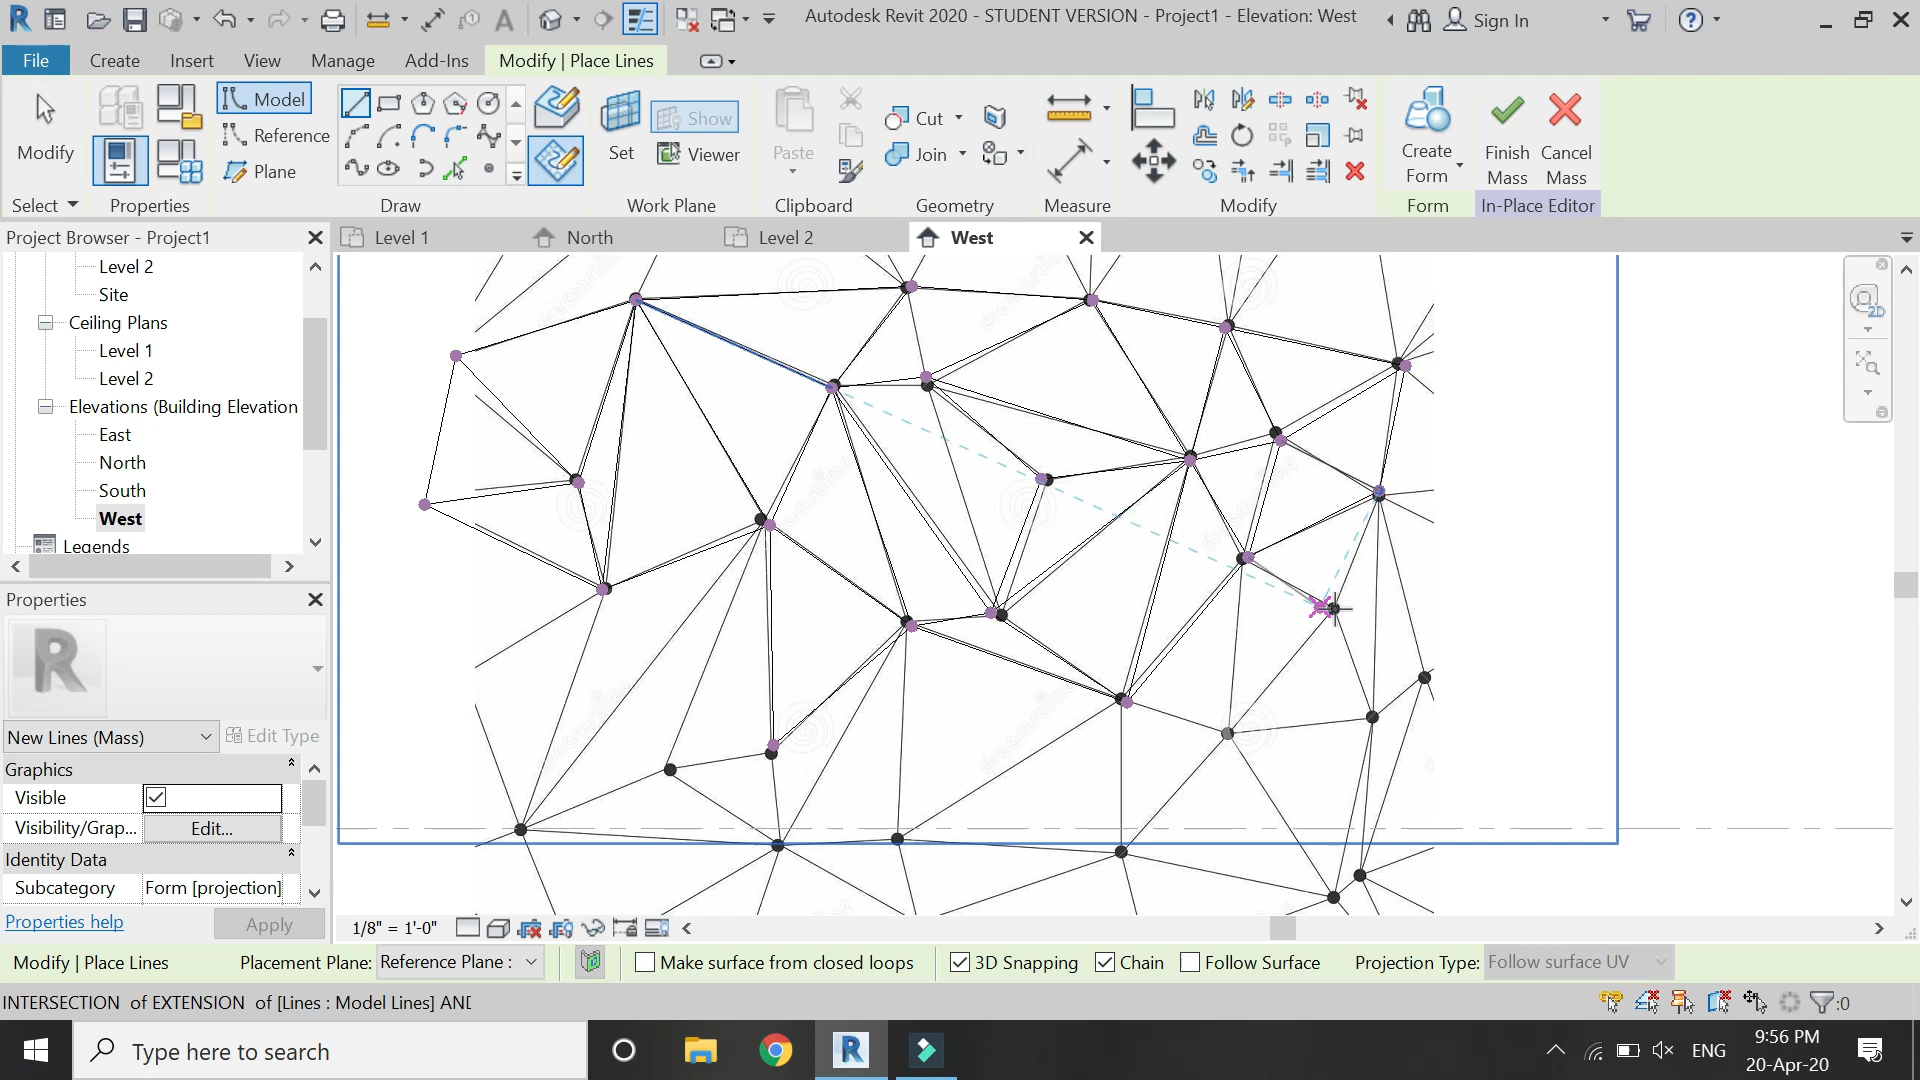 Autodesk Revit 2020 - STUDENT VERSION - Project1 - Elevation: West
Sign In
File
Create
Insert
View
Manage
Add-Ins
Modify | Place Lines
Modify
Model
Reference
Plane
Set
Show
Viewer
Paste
Cut
Join
Create
Form
Finish
Mass
Cancel
Mass
Select
Properties
Draw
Work Plane
Clipboard
Geometry
Measure
Modify
Form
In-Place Editor
Project Browser - Project1
Level 1
North
Level 2
West
Level 2
Site
Ceiling Plans
Level 1
Level 2
Elevations (Building Elevation
East
North
South
West
Legends
Properties
R
New Lines (Mass)
Edit Type
Graphics
Visible
Visibility/Grap...
Edit...
Identity Data
Subcategory
Form [projection]
Properties help
Apply
2D
1/8" = 1'-0"
Modify | Place Lines
Placement Plane:
Reference Plane :
Make surface from closed loops
3D Snapping
Chain
Follow Surface
Projection Type:
Follow surface UV
INTERSECTION of EXTENSION of [Lines : Model Lines] AN
:0
Type here to search
ENG
9:56 PM
20-Apr-20